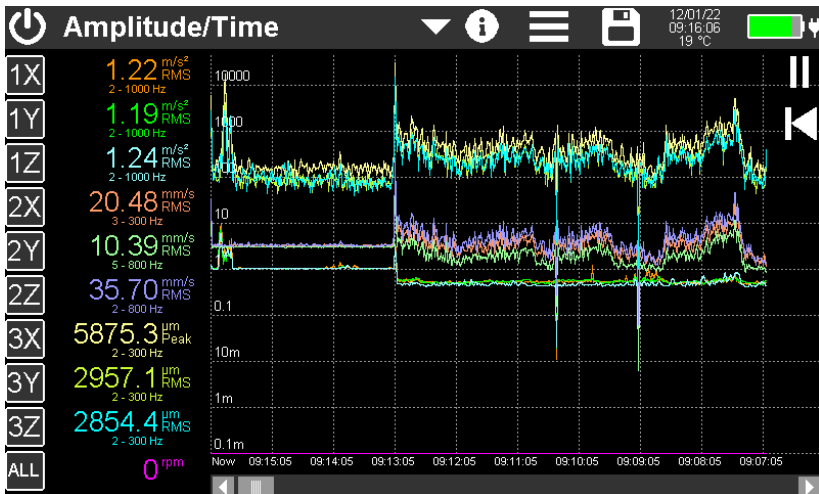 Amplitude/Time
i
12/01/22
09:16:06
19 °C
1X 1.22 m/s² RMS
2 - 1000 Hz
1Y 1.19 m/s² RMS
2 - 1000 Hz
1Z 1.24 m/s² RMS
2 - 1000 Hz
2X 20.48 mm/s RMS
3 - 300 Hz
2Y 10.39 mm/s RMS
5 - 800 Hz
2Z 35.70 mm/s RMS
2 - 800 Hz
3X 5875.3 µm Peak
2 - 300 Hz
3Y 2957.1 µm RMS
2 - 300 Hz
3Z 2854.4 µm RMS
2 - 300 Hz
ALL 0 rpm
10000
1000
100
10
0.1
10m
1m
0.1m
Now 09:15:05 09:14:05 09:13:05 09:12:05 09:11:05 09:10:05 09:09:05 09:08:05 09:07:05